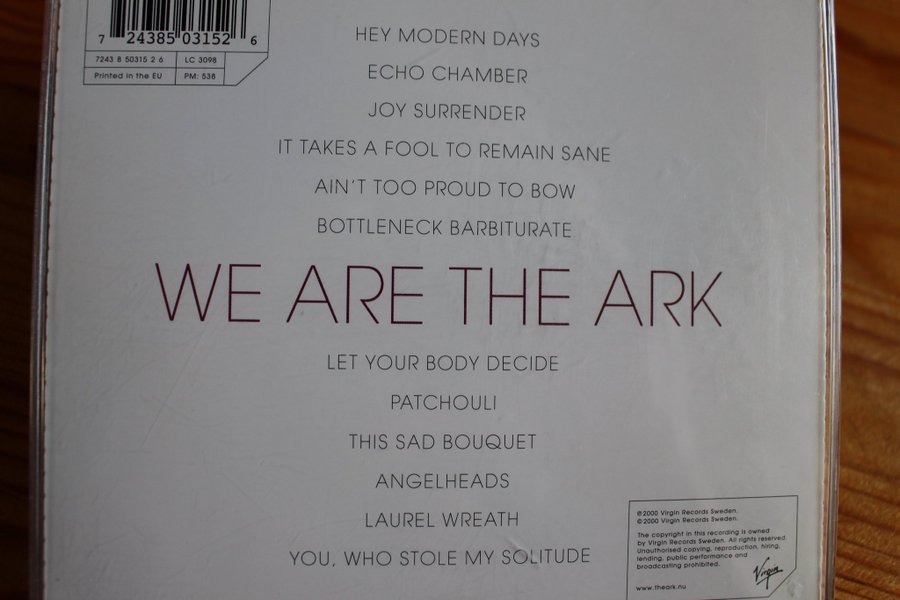 7 24385 03152 6
7243 8 50315 2 6
LC 3098
Printed in the EU
PM: 538
HEY MODERN DAYS
ECHO CHAMBER
JOY SURRENDER
IT TAKES A FOOL TO REMAIN SANE
AIN'T TOO PROUD TO BOW
BOTTLENECK BARBITURATE
WE ARE THE ARK
LET YOUR BODY DECIDE
PATCHOULI
THIS SAD BOUQUET
ANGELHEADS
LAUREL WREATH
YOU, WHO STOLE MY SOLITUDE
℗2000 Virgin Records Sweden.
©2000 Virgin Records Sweden.
The copyright in this recording is owned
by Virgin Records Sweden. All rights reserved.
Unauthorised copying, reproduction, hiring,
lending, public performance and
broadcasting prohibited.
www.theark.nu
Virgin